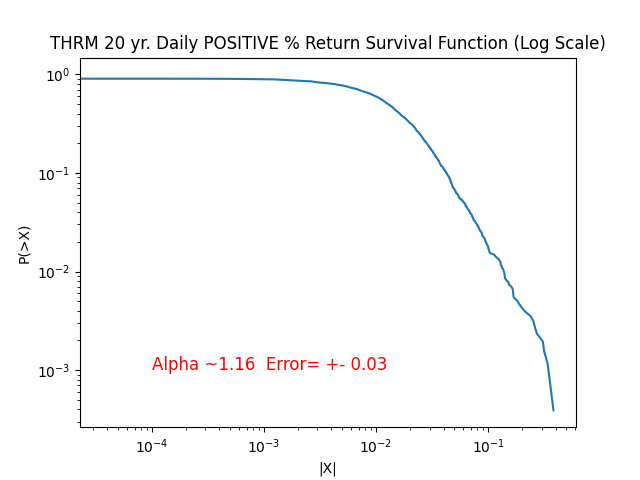 THRM 20 yr. Daily POSITIVE % Return Survival Function (Log Scale)
10⁰
10⁻¹
10⁻²
10⁻³
P(>X)
Alpha ~1.16  Error= +- 0.03
10⁻⁴ 10⁻³ 10⁻² 10⁻¹
|X|